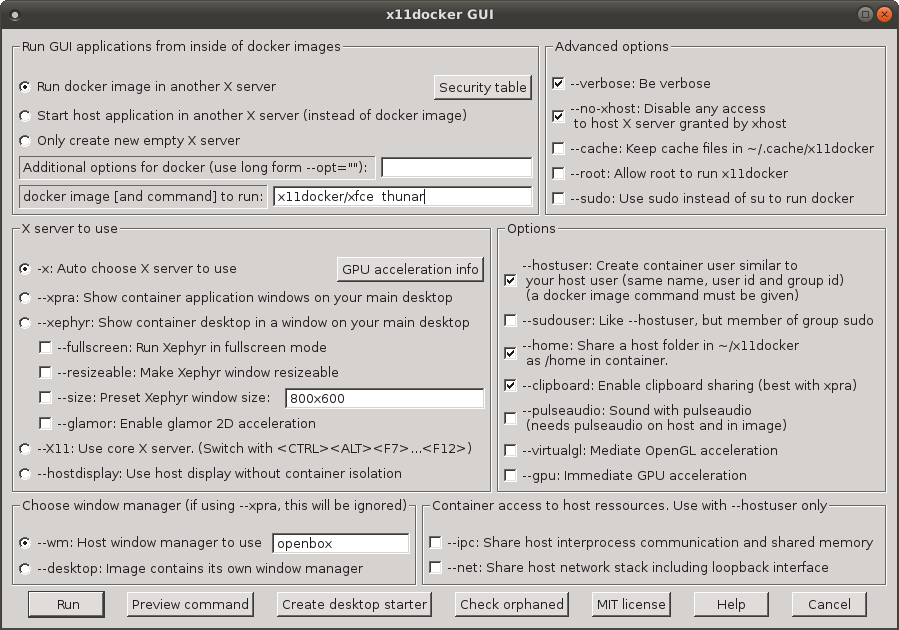 x11docker GUI
Run GUI applications from inside of docker images
Run docker image in another X server
Security table
Start host application in another X server (instead of docker image)
Only create new empty X server
Additional options for docker (use long form --opt=""):
docker image [and command] to run:
x11docker/xfce thunar
Advanced options
--verbose: Be verbose
--no-xhost: Disable any access
to host X server granted by xhost
--cache: Keep cache files in ~/.cache/x11docker
--root: Allow root to run x11docker
--sudo: Use sudo instead of su to run docker
X server to use
-x: Auto choose X server to use
GPU acceleration info
--xpra: Show container application windows on your main desktop
--xephyr: Show container desktop in a window on your main desktop
--fullscreen: Run Xephyr in fullscreen mode
--resizeable: Make Xephyr window resizeable
--size: Preset Xephyr window size:
800x600
--glamor: Enable glamor 2D acceleration
--X11: Use core X server. (Switch with <CTRL><ALT><F7>...<F12>)
--hostdisplay: Use host display without container isolation
Options
--hostuser: Create container user similar to
your host user (same name, user id and group id)
(a docker image command must be given)
--sudouser: Like --hostuser, but member of group sudo
--home: Share a host folder in ~/x11docker
as /home in container.
--clipboard: Enable clipboard sharing (best with xpra)
--pulseaudio: Sound with pulseaudio
(needs pulseaudio on host and in image)
--virtualgl: Mediate OpenGL acceleration
--gpu: Immediate GPU acceleration
Choose window manager (if using --xpra, this will be ignored)
--wm: Host window manager to use
openbox
--desktop: Image contains its own window manager
Container access to host ressources. Use with --hostuser only
--ipc: Share host interprocess communication and shared memory
--net: Share host network stack including loopback interface
Run
Preview command
Create desktop starter
Check orphaned
MIT license
Help
Cancel